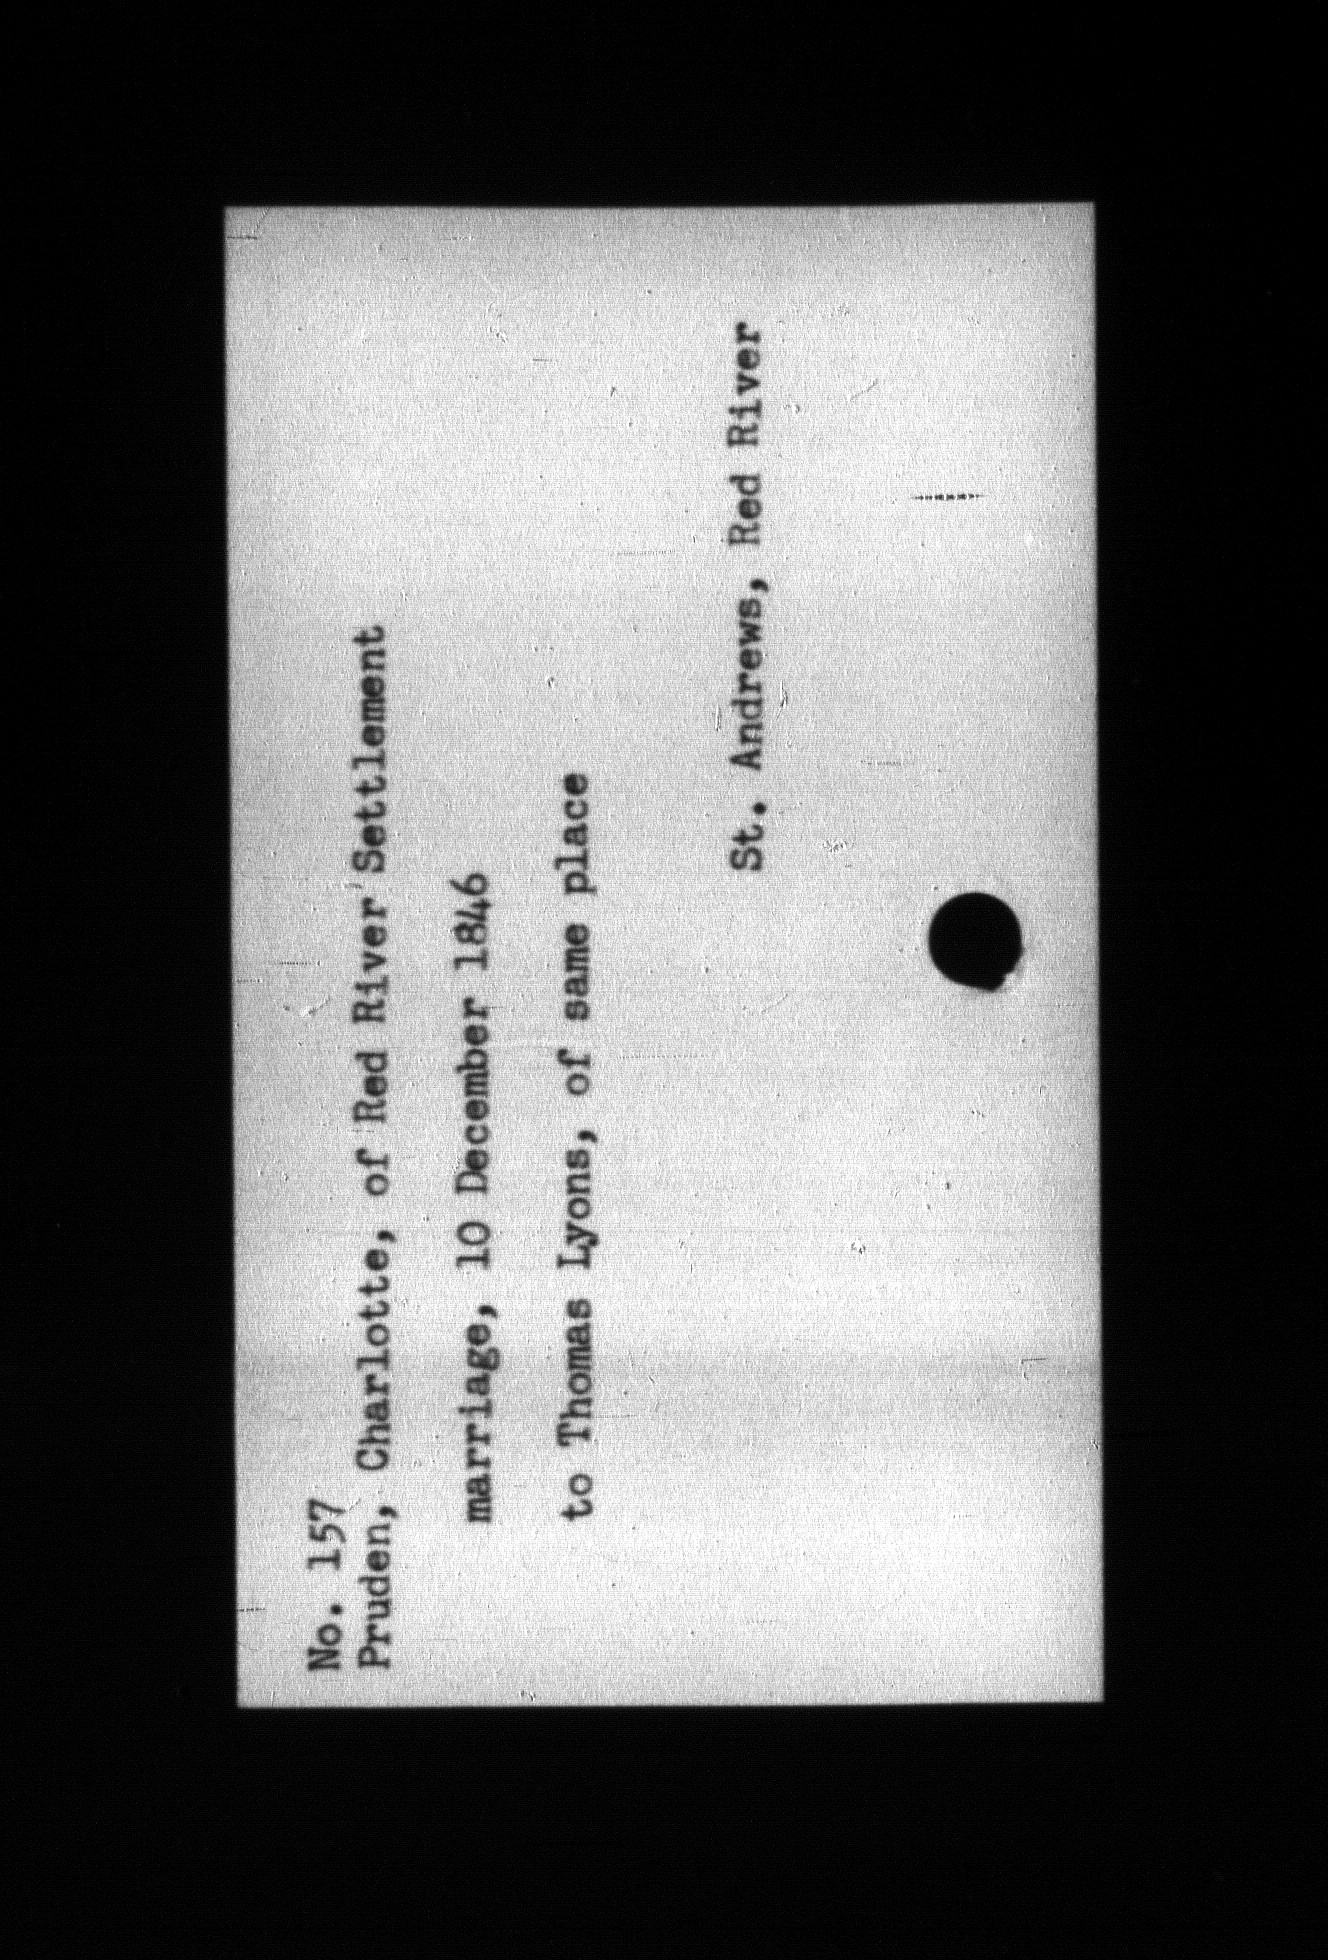 No. 157
Pruden, Charlotte, of Red River Settlement
marriage, 10 December 1846
to Thomas Lyons, of same place
St. Andrews, Red River